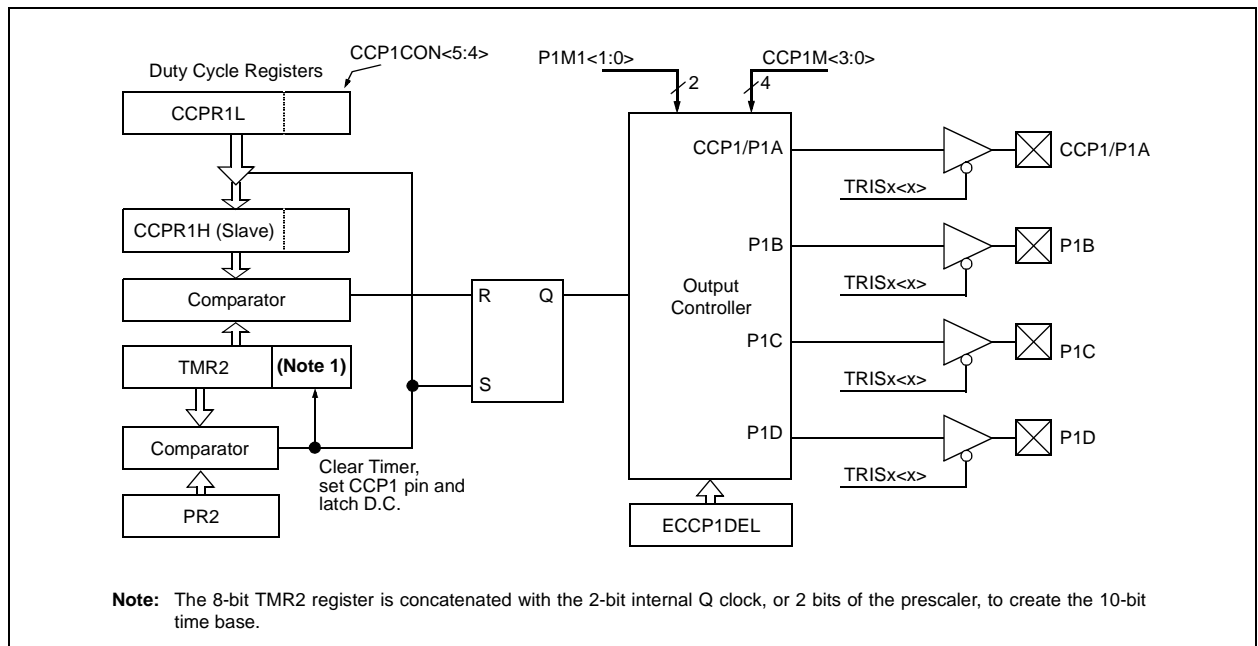 CCP1CON<5:4>
Duty Cycle Registers
CCPR1L
CCPR1H (Slave)
Comparator
TMR2
(Note 1)
Comparator
PR2
Clear Timer,
set CCP1 pin and
latch D.C.
R
Q
S
P1M1<1:0>
2
CCP1M<3:0>
4
Output
Controller
CCP1/P1A
TRISx<x>
CCP1/P1A
P1B
TRISx<x>
P1B
P1C
TRISx<x>
P1C
P1D
TRISx<x>
P1D
ECCP1DEL
Note: The 8-bit TMR2 register is concatenated with the 2-bit internal Q clock, or 2 bits of the prescaler, to create the 10-bit
time base.